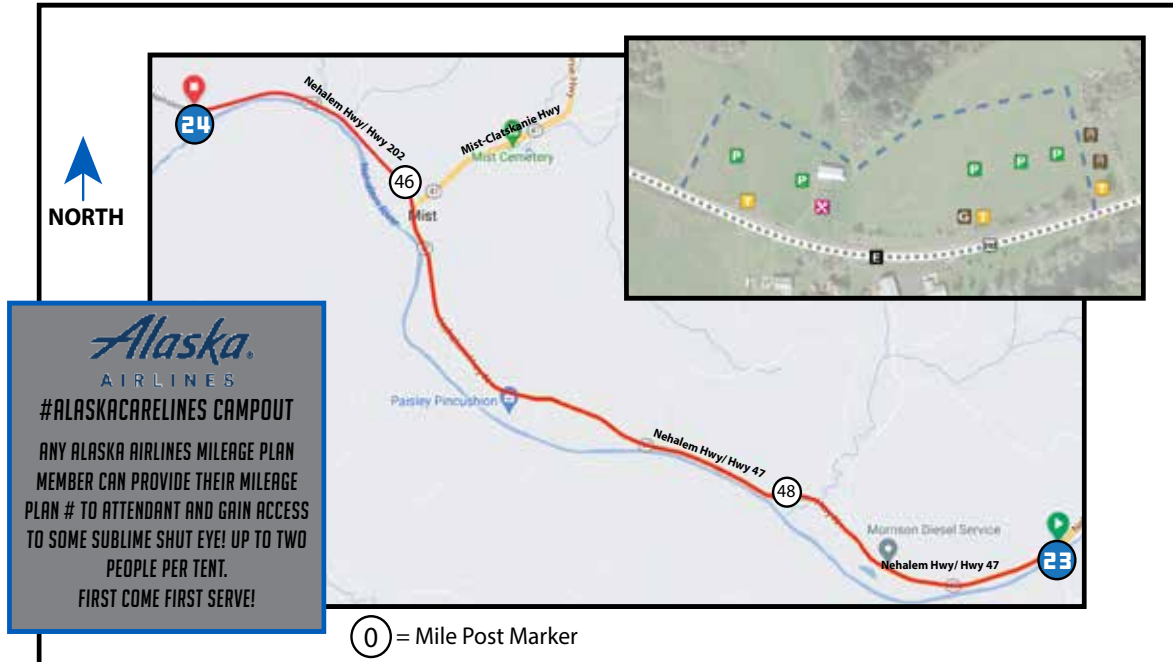 24
Nehalem Hwy/ Hwy 202
Mist-Clatskanie Hwy
Mist Cemetery
46
47
Mist
NORTH
P
P
P
P
P
T
T
T
G
E
Alaska.
AIRLINES
#ALASKACARELINES CAMPOUT
ANY ALASKA AIRLINES MILEAGE PLAN
MEMBER CAN PROVIDE THEIR MILEAGE
PLAN # TO ATTENDANT AND GAIN ACCESS
TO SOME SUBLIME SHUT EYE! UP TO TWO
PEOPLE PER TENT.
FIRST COME FIRST SERVE!
Paisley Pincushion
Nehalem Hwy/ Hwy 47
48
Morrison Diesel Service
Nehalem Hwy/ Hwy 47
23
0 = Mile Post Marker